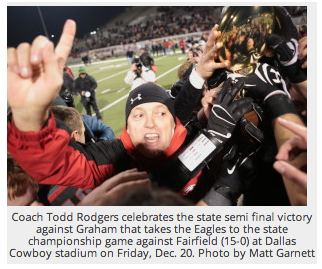 Coach Todd Rodgers celebrates the state semi final victory
against Graham that takes the Eagles to the state
championship game against Fairfield (15-0) at Dallas
Cowboy stadium on Friday, Dec. 20. Photo by Matt Garnett